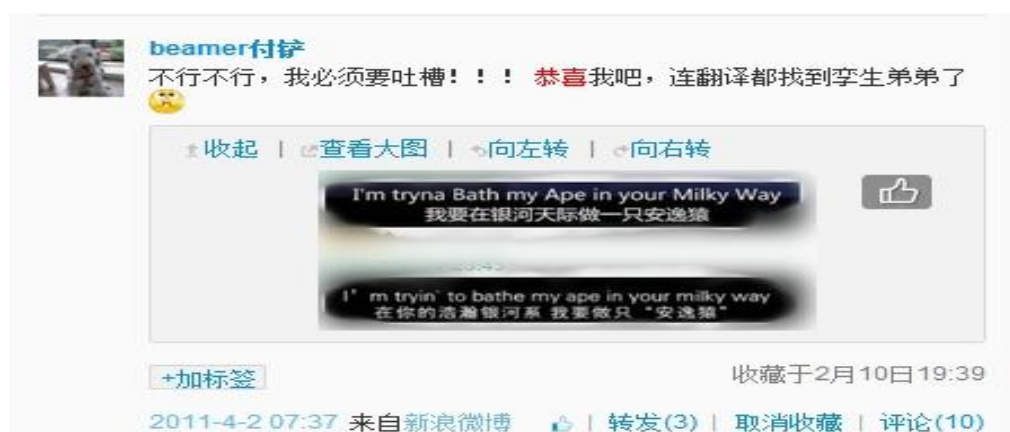 beamer付铲
不行不行，我必须要吐槽！！！ 恭喜我吧，连翻译都找到孪生弟弟了
收起 | 查看大图 | 向左转 | 向右转
I'm tryna Bath my Ape in your Milky Way
我要在银河天际做一只安逸猿
I’m tryin' to bathe my ape in your milky way
在你的浩瀚银河系 我要做只“安逸猿”
+加标签
收藏于2月10日19:39
2011-4-2 07:37 来自新浪微博 | 转发(3) | 取消收藏 | 评论(10)